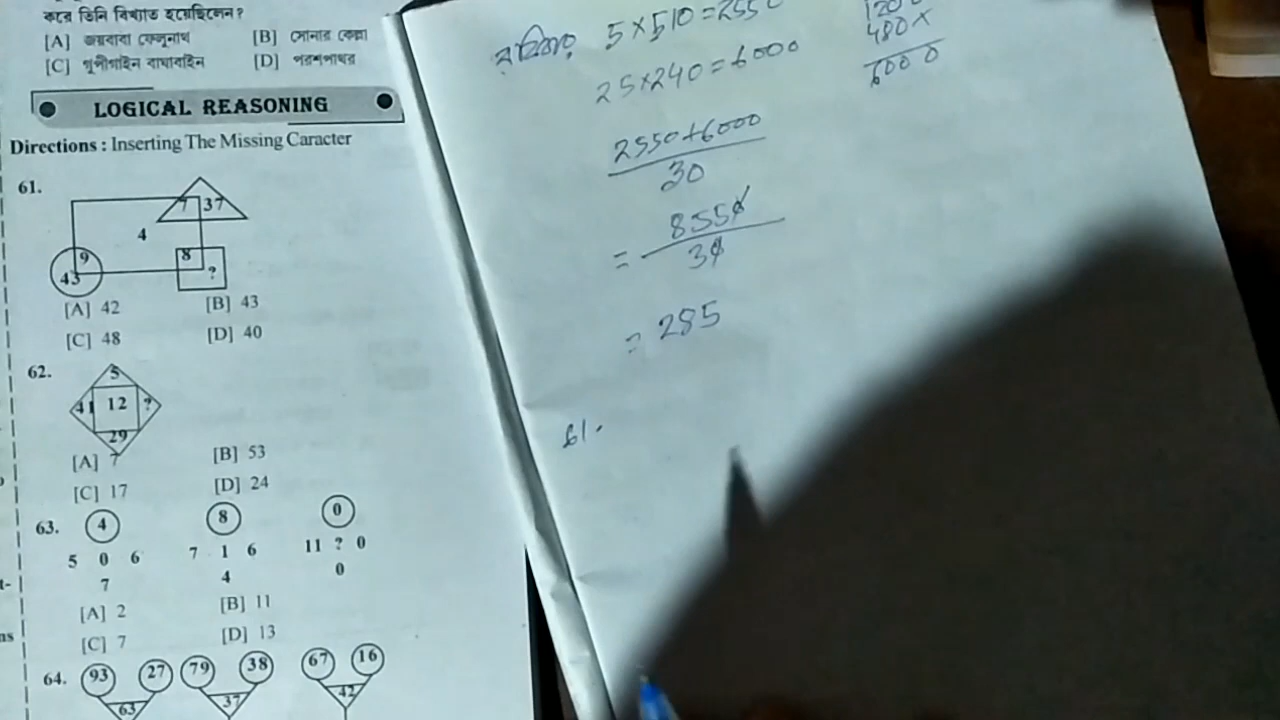 করে তিনি বিখ্যাত হয়েছিলেন?
[A] জয়বাবা ফেলুনাথ [B] সোনার কেল্লা
[C] গুপীগাইন বাঘাবাইন [D] পরশপাথর
LOGICAL REASONING
Directions : Inserting The Missing Caracter
61.
7 37
4
9 8
43 ?
[A] 42 [B] 43
[C] 48 [D] 40
62.
5
41 12 ?
29
[A] 7 [B] 53
[C] 17 [D] 24
63. 4 8 0
5 0 6 7 1 6 11 ? 0
7 4 0
[A] 2 [B] 11
[C] 7 [D] 13
64. 93 27 79 38 67 16
63 37 42
5 × 510 = 2550
25×240 = 6000
480×
6000
2550+6000
30
= 8550
30
= 285
61.